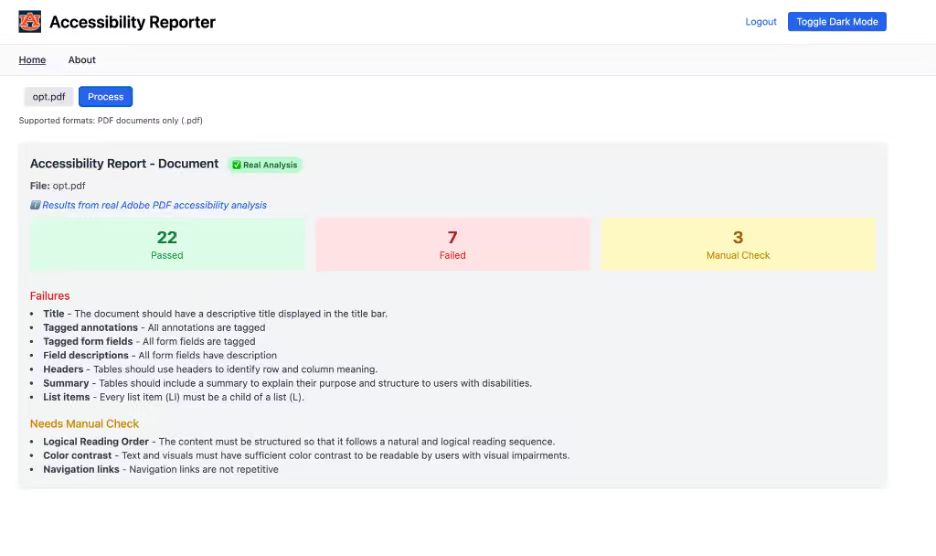 Accessibility Reporter
Logout
Toggle Dark Mode
Home
About
opt.pdf
Process
Supported formats: PDF documents only (.pdf)
Accessibility Report - Document
✅ Real Analysis
File: opt.pdf
ℹ️ Results from real Adobe PDF accessibility analysis
22
Passed
7
Failed
3
Manual Check
Failures
• Title - The document should have a descriptive title displayed in the title bar.
• Tagged annotations - All annotations are tagged
• Tagged form fields - All form fields are tagged
• Field descriptions - All form fields have description
• Headers - Tables should use headers to identify row and column meaning.
• Summary - Tables should include a summary to explain their purpose and structure to users with disabilities.
• List items - Every list item (Li) must be a child of a list (L).
Needs Manual Check
• Logical Reading Order - The content must be structured so that it follows a natural and logical reading sequence.
• Color contrast - Text and visuals must have sufficient color contrast to be readable by users with visual impairments.
• Navigation links - Navigation links are not repetitive